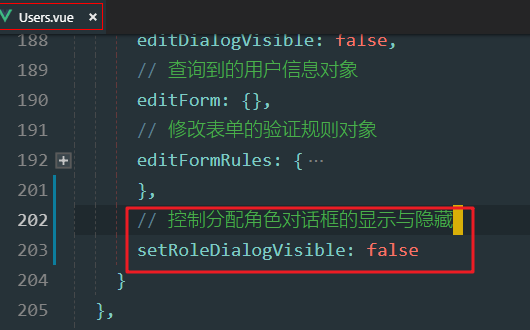 Users.vue ×
188 editDialogVisible: false,
189 // 查询到的用户信息对象
190 editForm: {},
191 // 修改表单的验证规则对象
192 editFormRules: { ···
201 },
202 // 控制分配角色对话框的显示与隐藏
203 setRoleDialogVisible: false
204 }
205 },